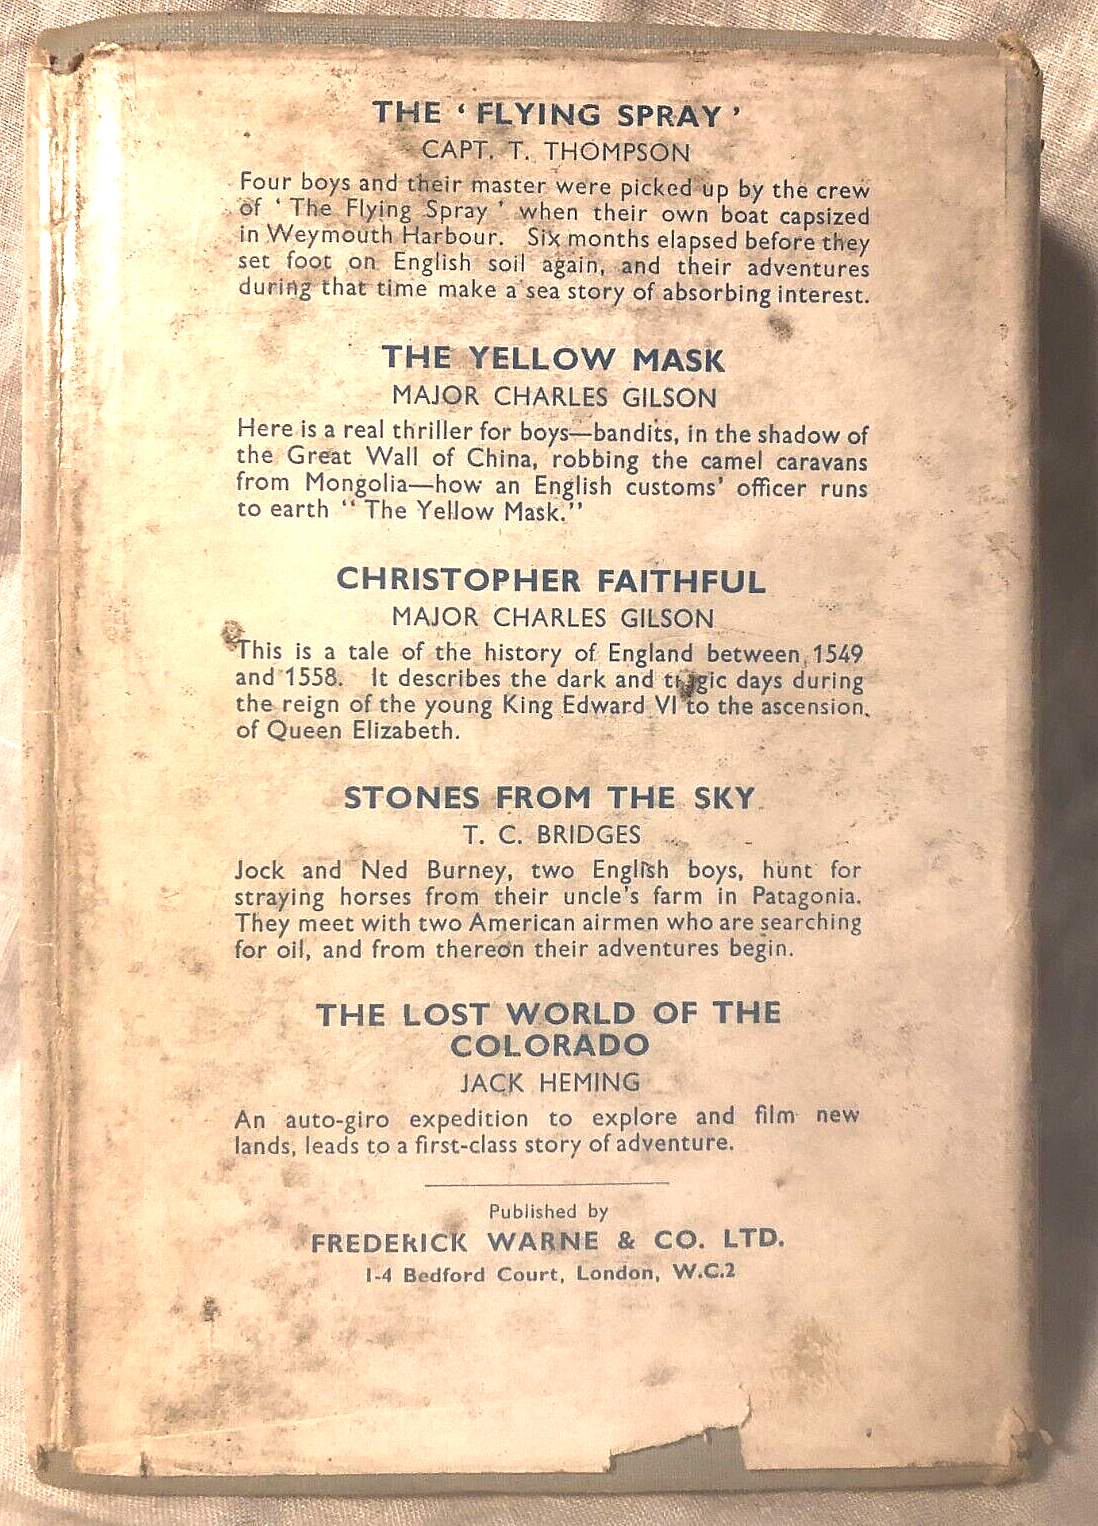 THE ‘ FLYING SPRAY ’
CAPT. T. THOMPSON
Four boys and their master were picked up by the crew
of ‘ The Flying Spray ’ when their own boat capsized
in Weymouth Harbour. Six months elapsed before they
set foot on English soil again, and their adventures
during that time make a sea story of absorbing interest.
THE YELLOW MASK
MAJOR CHARLES GILSON
Here is a real thriller for boys—bandits, in the shadow of
the Great Wall of China, robbing the camel caravans
from Mongolia—how an English customs’ officer runs
to earth “ The Yellow Mask.”
CHRISTOPHER FAITHFUL
MAJOR CHARLES GILSON
This is a tale of the history of England between 1549
and 1558. It describes the dark and tragic days during
the reign of the young King Edward VI to the ascension
of Queen Elizabeth.
STONES FROM THE SKY
T. C. BRIDGES
Jock and Ned Burney, two English boys, hunt for
straying horses from their uncle’s farm in Patagonia.
They meet with two American airmen who are searching
for oil, and from thereon their adventures begin.
THE LOST WORLD OF THE
COLORADO
JACK HEMING
An auto-giro expedition to explore and film new
lands, leads to a first-class story of adventure.
Published by
FREDERICK WARNE & CO. LTD.
1-4 Bedford Court, London, W.C.2